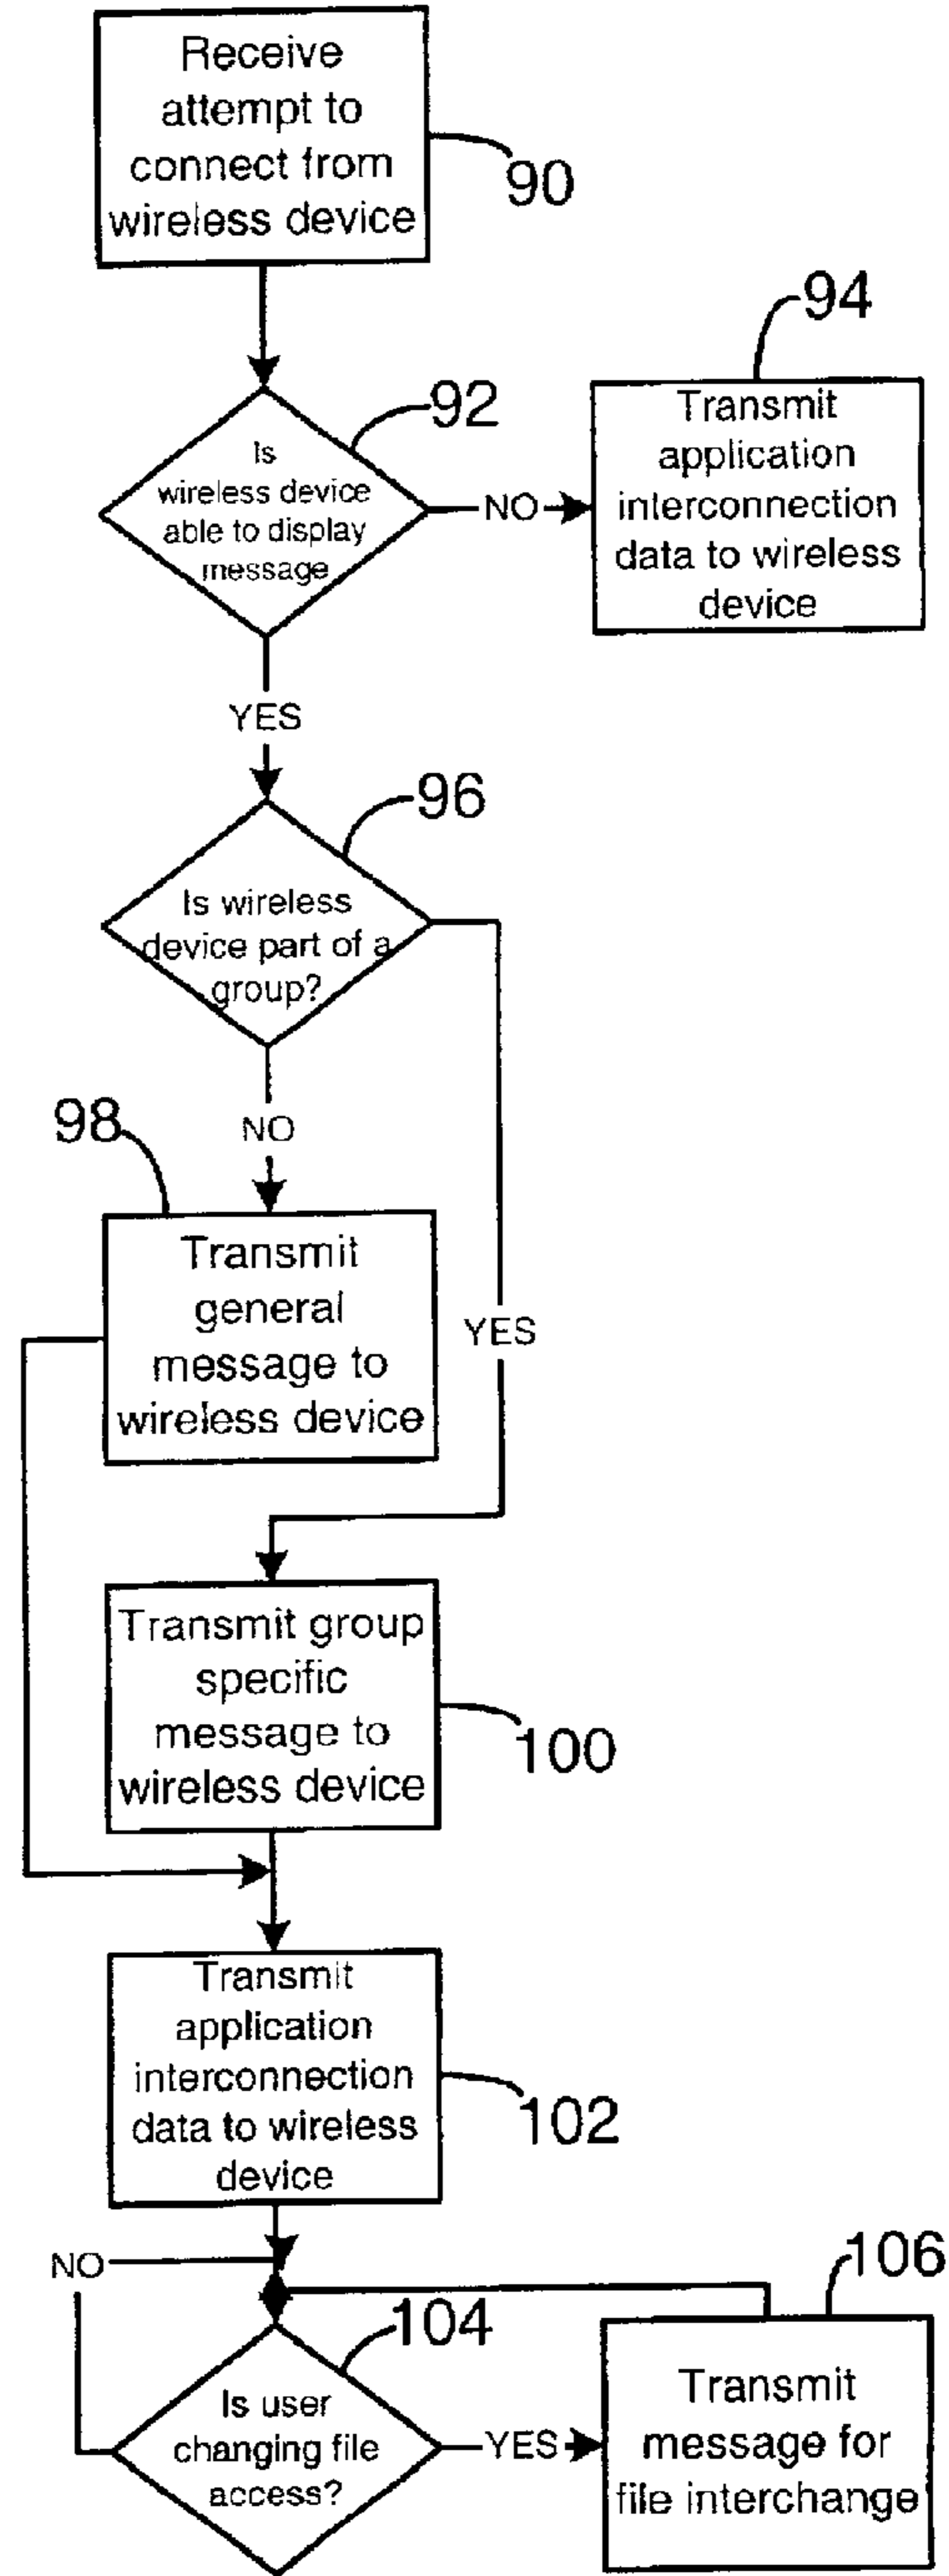 Receive
attempt to
connect from
wireless device
90
94
92
Is
wireless device
able to display
message
NO
Transmit
application
interconnection
data to wireless
device
YES
96
Is wireless
device part of a
group?
98
NO
Transmit
general
message to
wireless device
YES
Transmit group
specific
message to
wireless device
100
Transmit
application
interconnection
data to wireless
device
102
NO
106
104
Is user
changing file
access?
YES
Transmit
message for
file interchange